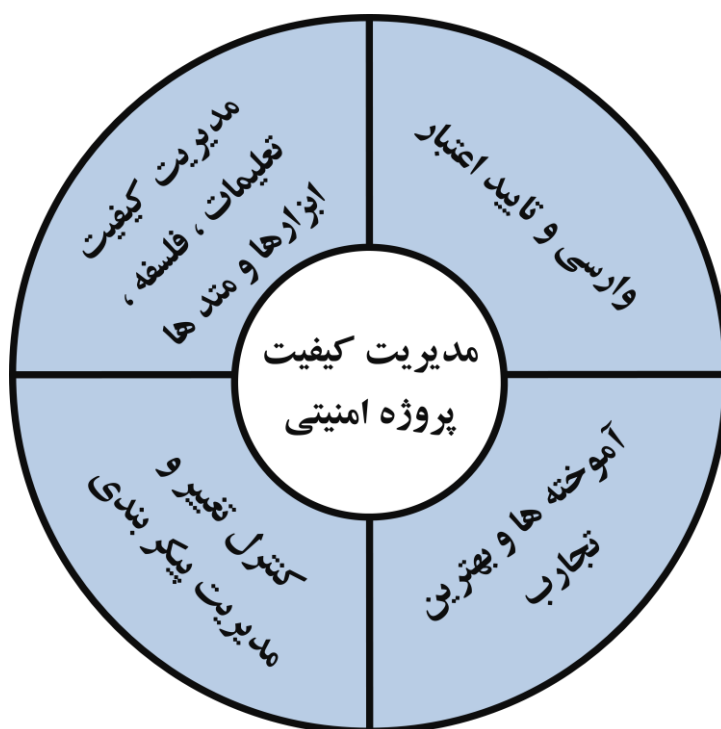 مدیریت کیفیت
تعلیمات ، فلسفه ،
ابزارها و متد ها
وارسی و تایید اعتبار
مدیریت کیفیت
پروژه امنیتی
کنترل تغییر و
مدیریت پیکر بندی
آموخته ها و بهترین
تجارب